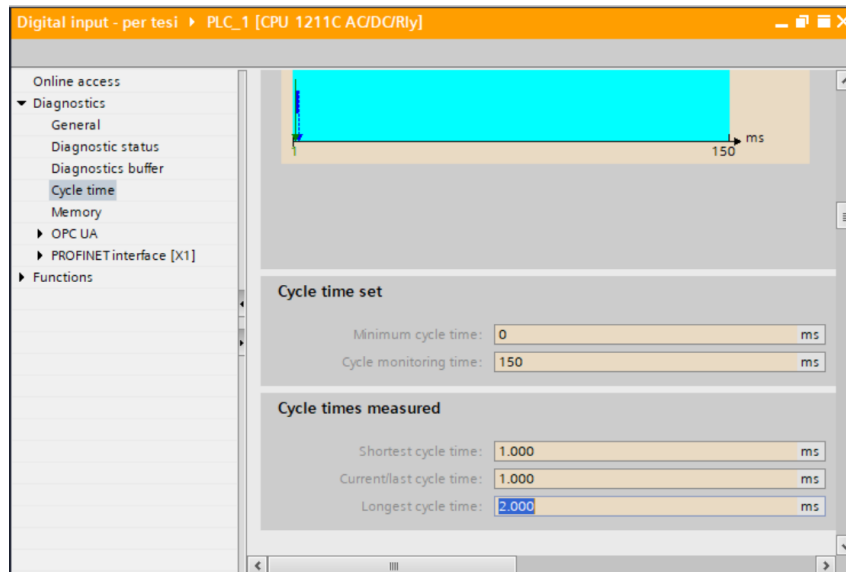 Digital input - per tesi ▸ PLC_1 [CPU 1211C AC/DC/Rly]
Online access
Diagnostics
General
Diagnostic status
Diagnostics buffer
Cycle time
Memory
OPC UA
PROFINET interface [X1]
Functions
ms
1 150
Cycle time set
Minimum cycle time: 0 ms
Cycle monitoring time: 150 ms
Cycle times measured
Shortest cycle time: 1.000 ms
Current/last cycle time: 1.000 ms
Longest cycle time: 2.000 ms